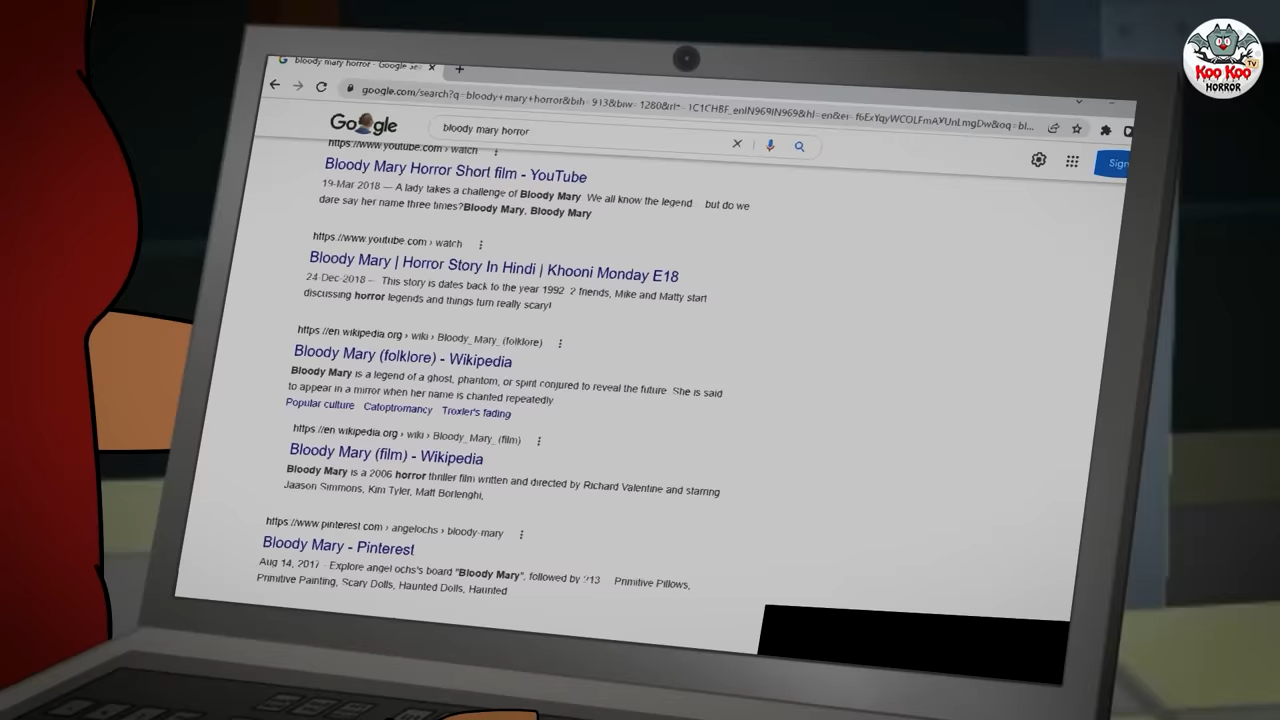 Koo Koo TV
HORROR
bloody mary horror - Google
Google
bloody mary horror
Sign
https://www.youtube.com › watch
Bloody Mary Horror Short film - YouTube
19-Mar 2018 — A lady takes a challenge of Bloody Mary We all know the legend but do we
dare say her name three times?Bloody Mary, Bloody Mary
https://www.youtube com › watch
Bloody Mary | Horror Story In Hindi | Khooni Monday E18
24-Dec-2018 – This story is dates back to the year 1992 2 friends, Mike and Matty start
discussing horror legends and things turn really scary!
https://en wikipedia.org › wiki › Bloody_Mary_(folklore)
Bloody Mary (folklore) - Wikipedia
Bloody Mary is a legend of a ghost, phantom, or spirit conjured to reveal the future She is said
to appear in a mirror when her name is chanted repeatedly
Popular culture Catoptromancy Troxler's fading
https://en wikipedia org › wiki › Bloody_Mary_(film)
Bloody Mary (film) - Wikipedia
Bloody Mary is a 2006 horror thriller film written and directed by Richard Valentine and starring
Jaason Simmons, Kim Tyler, Matt Borlenghi,
https://www.pinterest com › angelochs › bloody-mary
Bloody Mary - Pinterest
Aug 14, 2017 - Explore angel ochs's board "Bloody Mary", followed by Primitive Pillows,
Primitive Painting, Scary Dolls, Haunted Dolls, Haunted